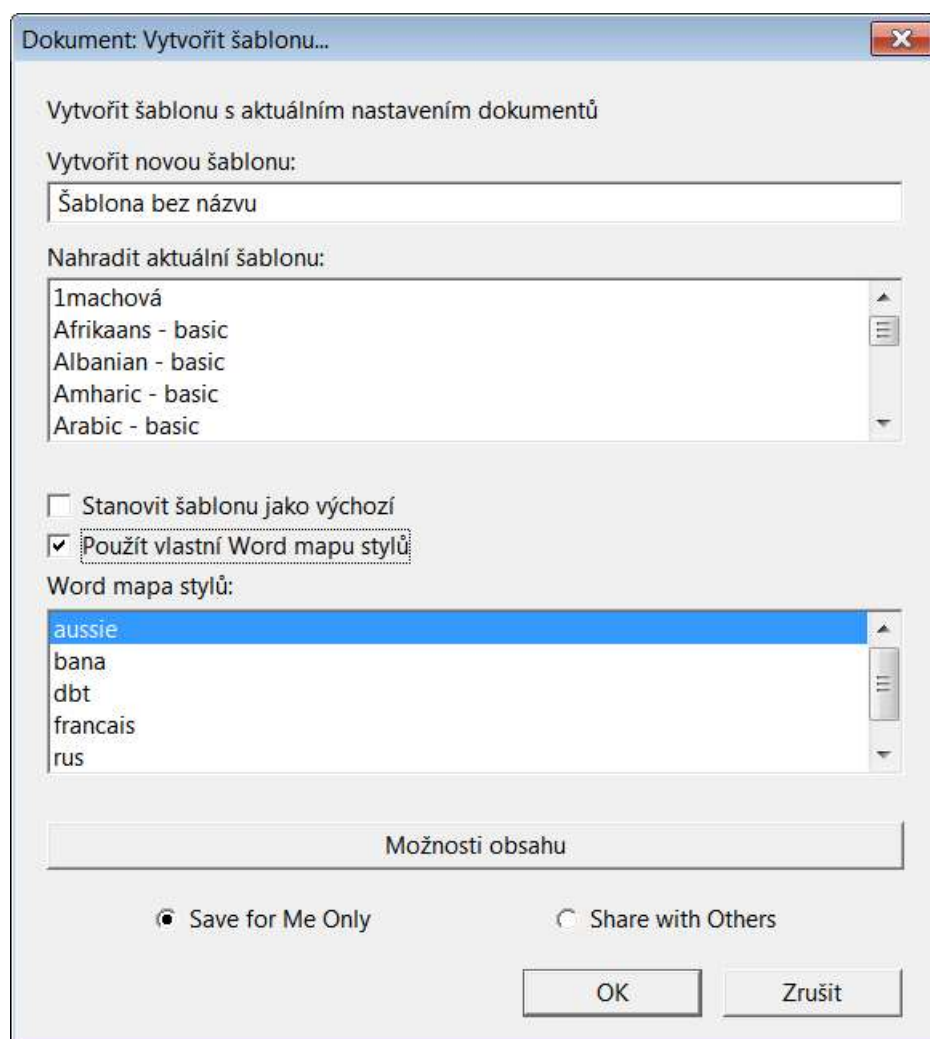 Dokument: Vytvořit šablonu...
Vytvořit šablonu s aktuálním nastavením dokumentů
Vytvořit novou šablonu:
Šablona bez názvu
Nahradit aktuální šablonu:
1machová
Afrikaans - basic
Albanian - basic
Amharic - basic
Arabic - basic
Stanovit šablonu jako výchozí
Použít vlastní Word mapu stylů
Word mapa stylů:
aussie
bana
dbt
francais
rus
Možnosti obsahu
Save for Me Only Share with Others
OK Zrušit